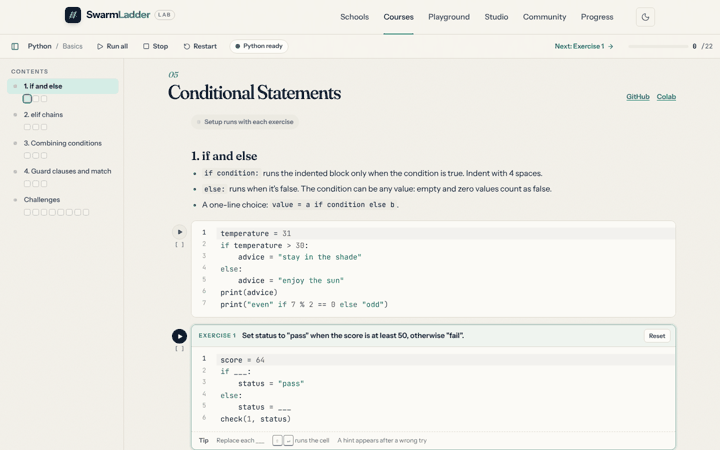 SwarmLadder LAB
Schools Courses Playground Studio Community Progress
Python / Basics Run all Stop Restart Python ready Next: Exercise 1 → 0 /22
CONTENTS
1. if and else
2. elif chains
3. Combining conditions
4. Guard clauses and match
Challenges
05
Conditional Statements
GitHub Colab
Setup runs with each exercise
1. if and else
• if condition: runs the indented block only when the condition is true. Indent with 4 spaces.
• else: runs when it's false. The condition can be any value: empty and zero values count as false.
• A one-line choice: value = a if condition else b .
[ ]
1 temperature = 31
2 if temperature > 30:
3 advice = "stay in the shade"
4 else:
5 advice = "enjoy the sun"
6 print(advice)
7 print("even" if 7 % 2 == 0 else "odd")
EXERCISE 1 Set status to "pass" when the score is at least 50, otherwise "fail". Reset
[ ]
1 score = 64
2 if ___:
3 status = "pass"
4 else:
5 status = ___
6 check(1, status)
Tip Replace each ___ runs the cell A hint appears after a wrong try